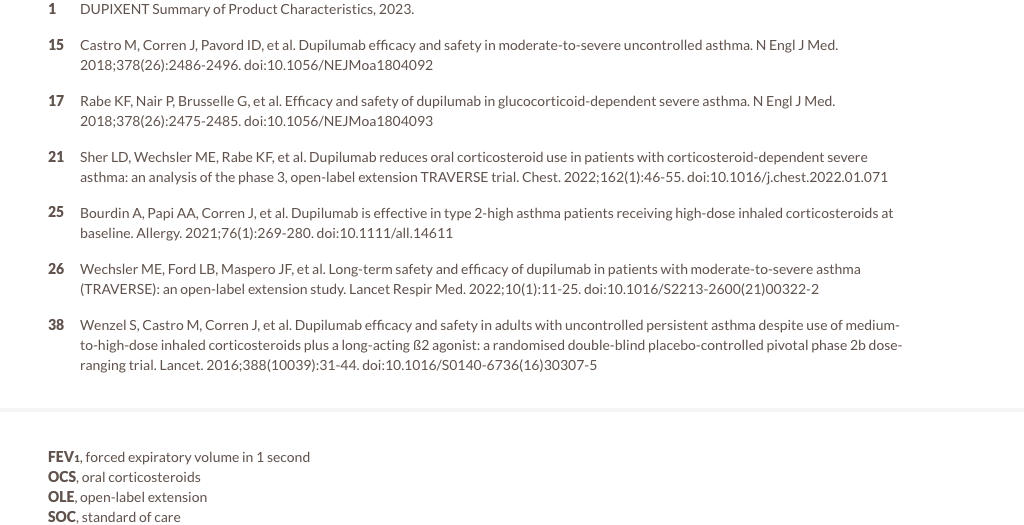 1 DUPIXENT Summary of Product Characteristics, 2023.
15 Castro M, Corren J, Pavord ID, et al. Dupilumab efficacy and safety in moderate-to-severe uncontrolled asthma. N Engl J Med.
2018;378(26):2486-2496. doi:10.1056/NEJMoa1804092
17 Rabe KF, Nair P, Brusselle G, et al. Efficacy and safety of dupilumab in glucocorticoid-dependent severe asthma. N Engl J Med.
2018;378(26):2475-2485. doi:10.1056/NEJMoa1804093
21 Sher LD, Wechsler ME, Rabe KF, et al. Dupilumab reduces oral corticosteroid use in patients with corticosteroid-dependent severe
asthma: an analysis of the phase 3, open-label extension TRAVERSE trial. Chest. 2022;162(1):46-55. doi:10.1016/j.chest.2022.01.071
25 Bourdin A, Papi AA, Corren J, et al. Dupilumab is effective in type 2-high asthma patients receiving high-dose inhaled corticosteroids at
baseline. Allergy. 2021;76(1):269-280. doi:10.1111/all.14611
26 Wechsler ME, Ford LB, Maspero JF, et al. Long-term safety and efficacy of dupilumab in patients with moderate-to-severe asthma
(TRAVERSE): an open-label extension study. Lancet Respir Med. 2022;10(1):11-25. doi:10.1016/S2213-2600(21)00322-2
38 Wenzel S, Castro M, Corren J, et al. Dupilumab efficacy and safety in adults with uncontrolled persistent asthma despite use of medium-
to-high-dose inhaled corticosteroids plus a long-acting ß2 agonist: a randomised double-blind placebo-controlled pivotal phase 2b dose-
ranging trial. Lancet. 2016;388(10039):31-44. doi:10.1016/S0140-6736(16)30307-5
FEV₁, forced expiratory volume in 1 second
OCS, oral corticosteroids
OLE, open-label extension
SOC, standard of care